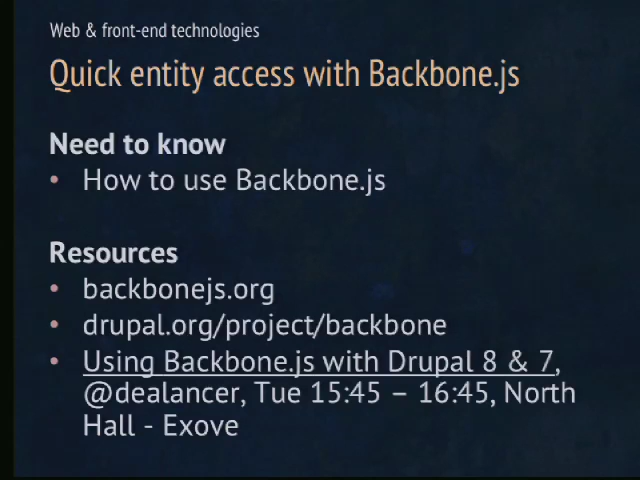 Web & front-end technologies
Quick entity access with Backbone.js
Need to know
• How to use Backbone.js
Resources
• backbonejs.org
• drupal.org/project/backbone
• Using Backbone.js with Drupal 8 & 7,
@dealancer, Tue 15:45 – 16:45, North
Hall - Exove